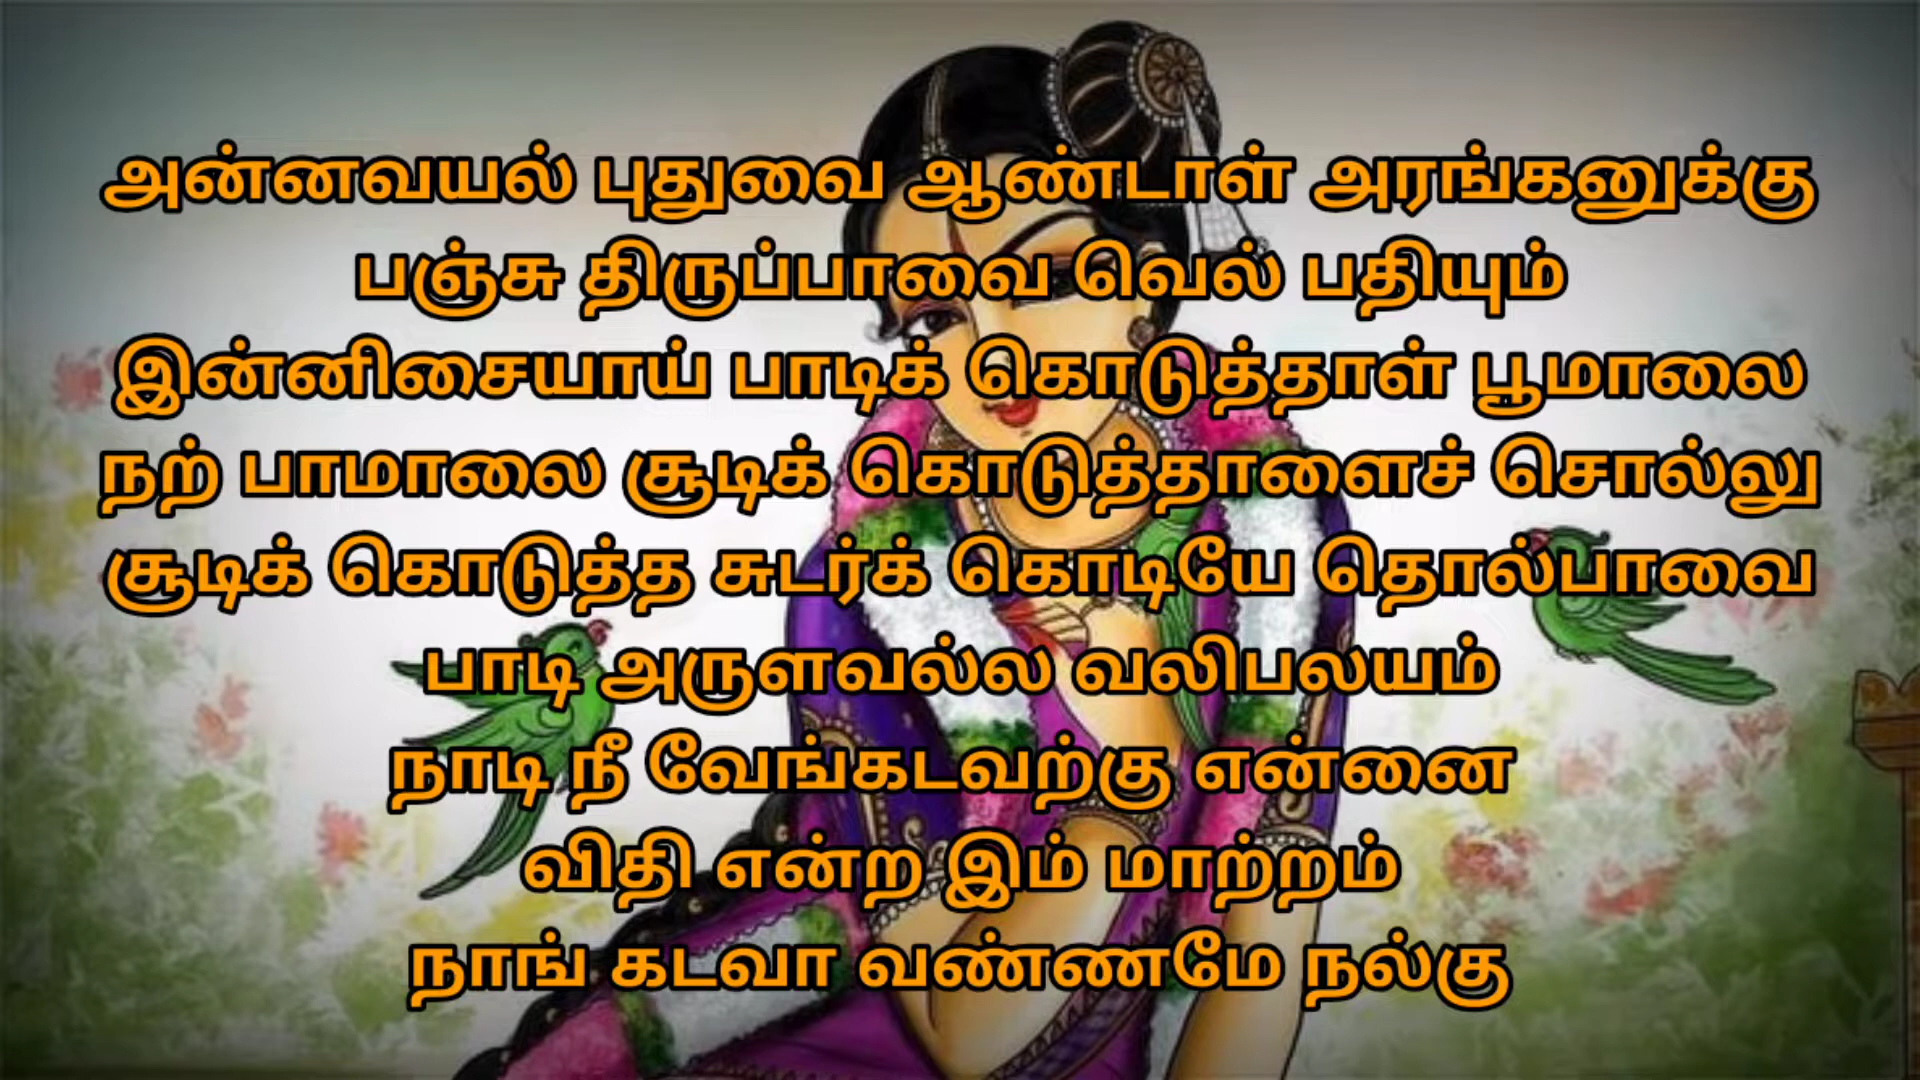 அன்னவயல் புதுவை ஆண்டாள் அரங்கனுக்கு
பஞ்சு திருப்பாவை வெல் பதியும்
இன்னிசையாய் பாடிக் கொடுத்தாள் பூமாலை
நற் பாமாலை சூடிக் கொடுத்தாளைச் சொல்லு
சூடிக் கொடுத்த சுடர்க் கொடியே தொல்பாவை
பாடி அருளவல்ல வலிபலயம்
நாடி நீ வேங்கடவற்கு என்னை
விதி என்ற இம் மாற்றம்
நாங் கடவா வண்ணமே நல்கு